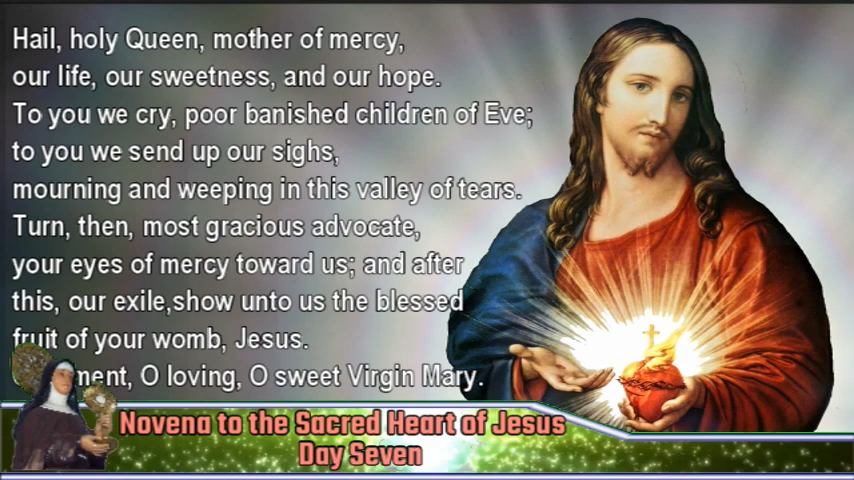 Hail, holy Queen, mother of mercy,
our life, our sweetness, and our hope.
To you we cry, poor banished children of Eve;
to you we send up our sighs,
mourning and weeping in this valley of tears.
Turn, then, most gracious advocate,
your eyes of mercy toward us; and after
this, our exile,show unto us the blessed
fruit of your womb, Jesus.
ment, O loving, O sweet Virgin Mary.
Novena to the Sacred Heart of Jesus
Day Seven